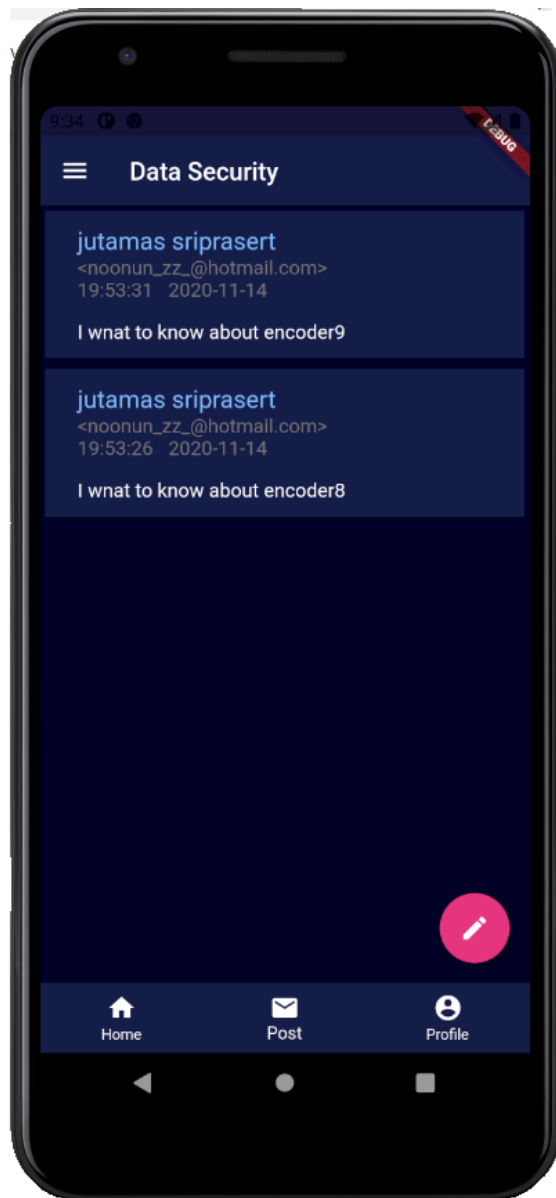 9:34
DEBUG
Data Security
jutamas sriprasert
<noonun_zz_@hotmail.com>
19:53:31 2020-11-14
I wnat to know about encoder9
jutamas sriprasert
<noonun_zz_@hotmail.com>
19:53:26 2020-11-14
I wnat to know about encoder8
Home Post Profile